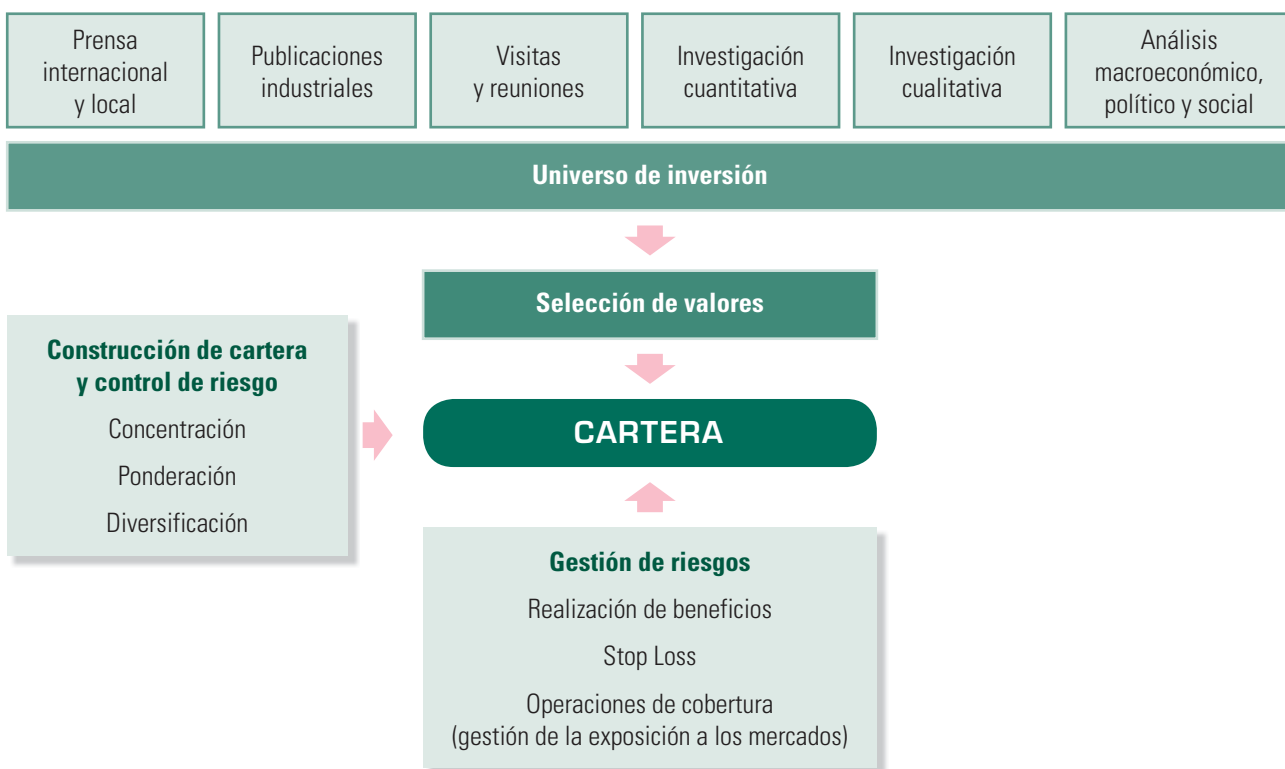 Prensa
internacional
y local
Publicaciones
industriales
Visitas
y reuniones
Investigación
cuantitativa
Investigación
cualitativa
Análisis
macroeconómico,
político y social
Universo de inversión
Selección de valores
Construcción de cartera
y control de riesgo
Concentración
Ponderación
Diversificación
CARTERA
Gestión de riesgos
Realización de beneficios
Stop Loss
Operaciones de cobertura
(gestión de la exposición a los mercados)